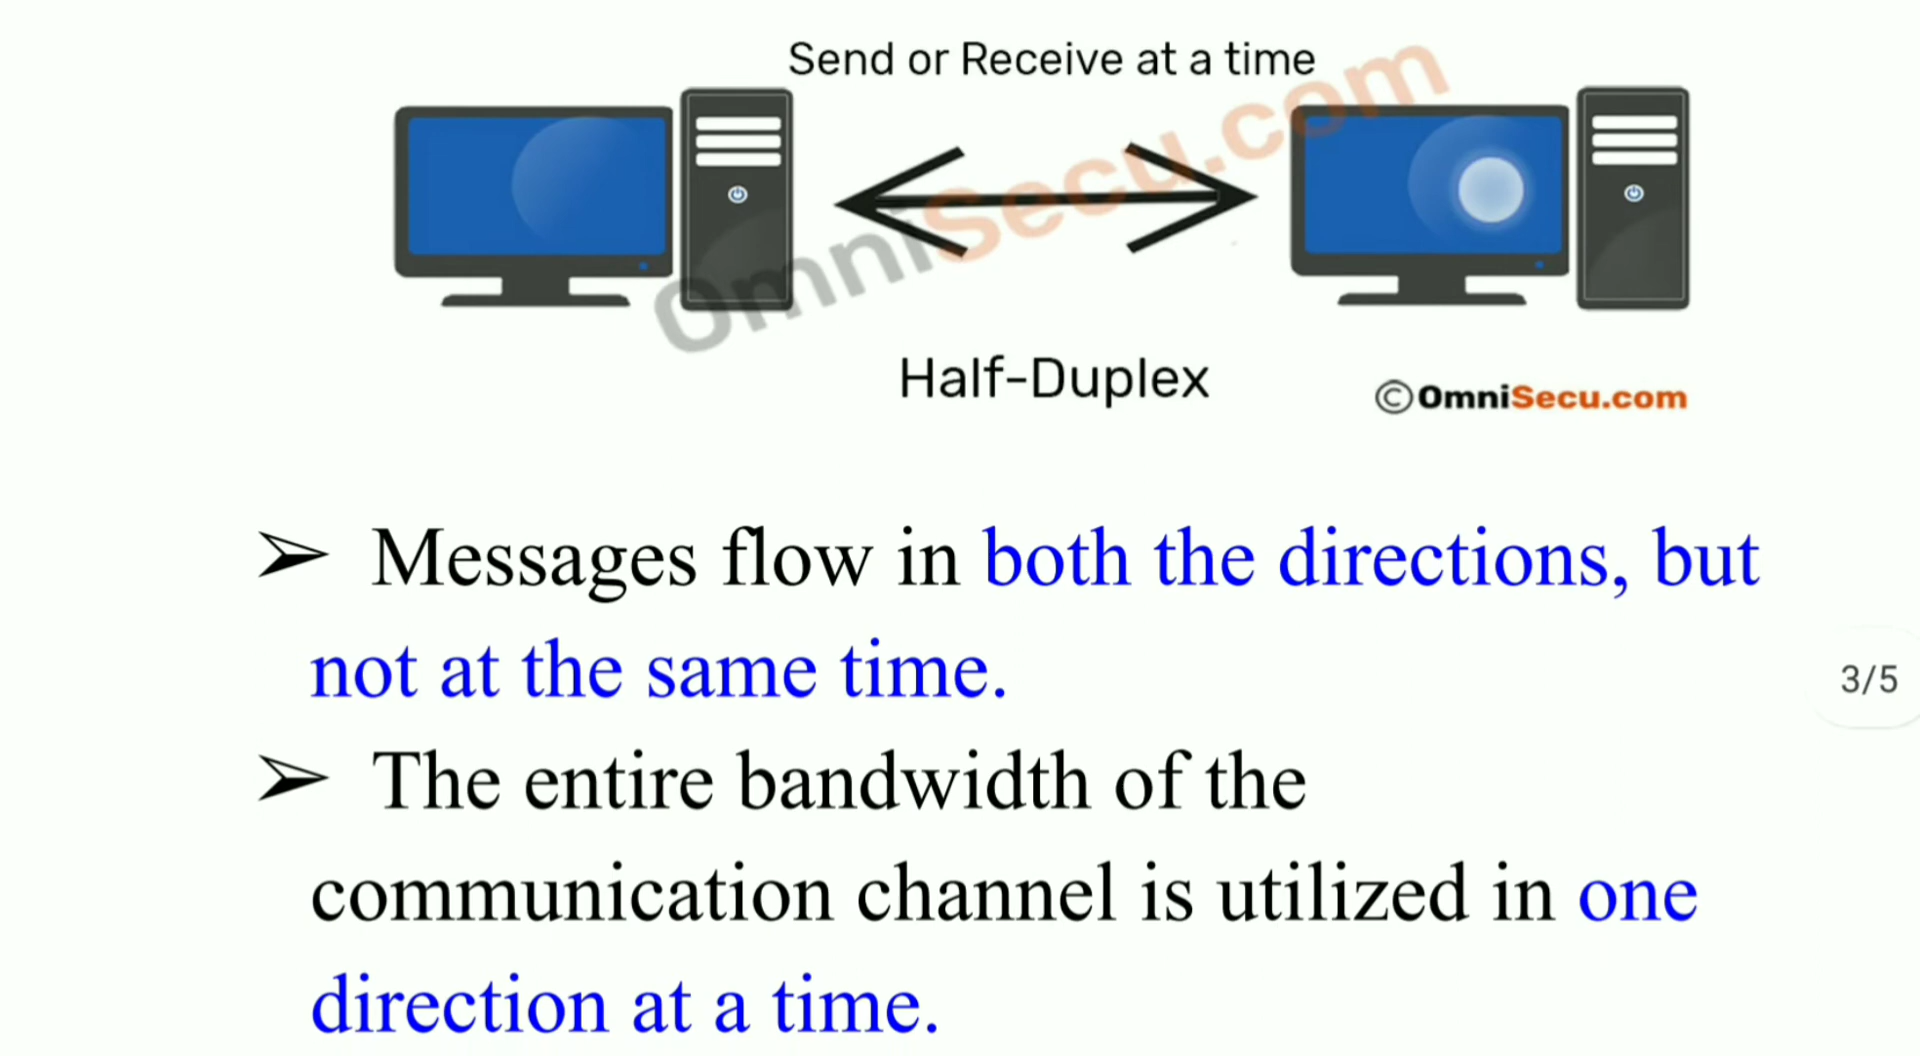 Send or Receive at a time
OmniSecu.com
Half-Duplex
©OmniSecu.com
➢ Messages flow in both the directions, but
not at the same time.
3/5
➢ The entire bandwidth of the
communication channel is utilized in one
direction at a time.